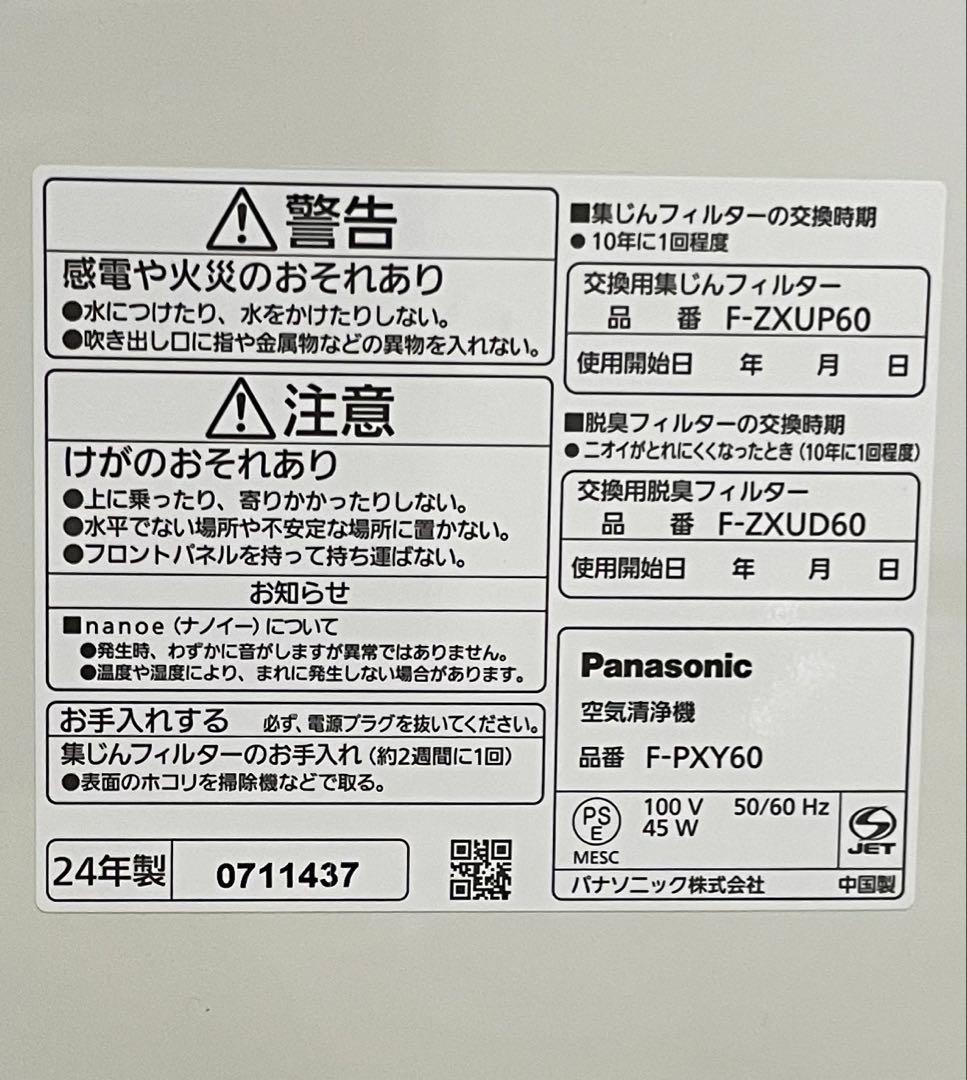 警告
感電や火災のおそれあり
●水につけたり、水をかけたりしない。
●吹き出し口に指や金属物などの異物を入れない。
注意
けがのおそれあり
●上に乗ったり、寄りかかったりしない。
●水平でない場所や不安定な場所に置かない。
●フロントパネルを持って持ち運ばない。
お知らせ
■nanoe(ナノイー)について
●発生時、わずかに音がしますが異常ではありません。
●温度や湿度により、まれに発生しない場合があります。
お手入れする 必ず、電源プラグを抜いてください。
集じんフィルターのお手入れ(約2週間に1回)
●表面のホコリを掃除機などで取る。
24年製 0711437
■集じんフィルターの交換時期
●10年に1回程度
交換用集じんフィルター
品 番 F-ZXUP60
使用開始日 年 月 日
■脱臭フィルターの交換時期
●ニオイがとれにくくなったとき(10年に1回程度)
交換用脱臭フィルター
品 番 F-ZXUD60
使用開始日 年 月 日
Panasonic
空気清浄機
品番 F-PXY60
PS E 100 V 50/60 Hz
45 W
MESC JET
パナソニック株式会社 中国製